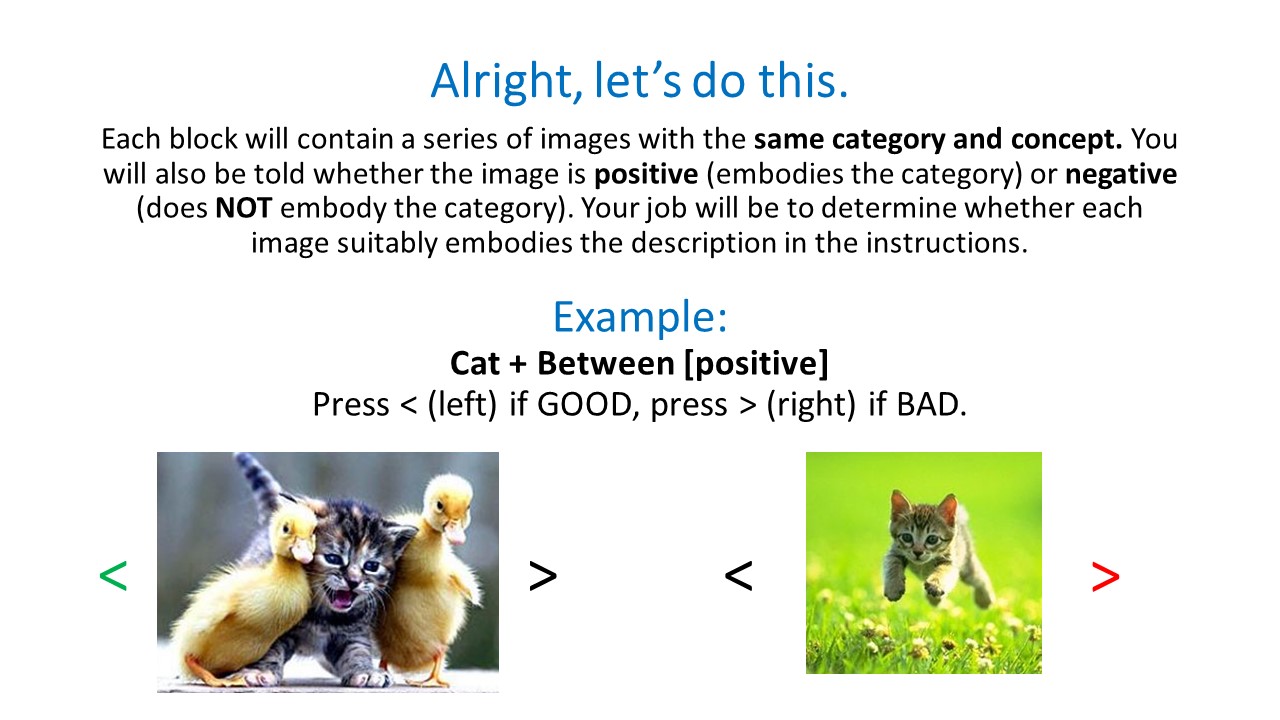 Alright, let’s do this.
Each block will contain a series of images with the same category and concept. You
will also be told whether the image is positive (embodies the category) or negative
(does NOT embody the category). Your job will be to determine whether each
image suitably embodies the description in the instructions.
Example:
Cat + Between [positive]
Press < (left) if GOOD, press > (right) if BAD.
< > < >